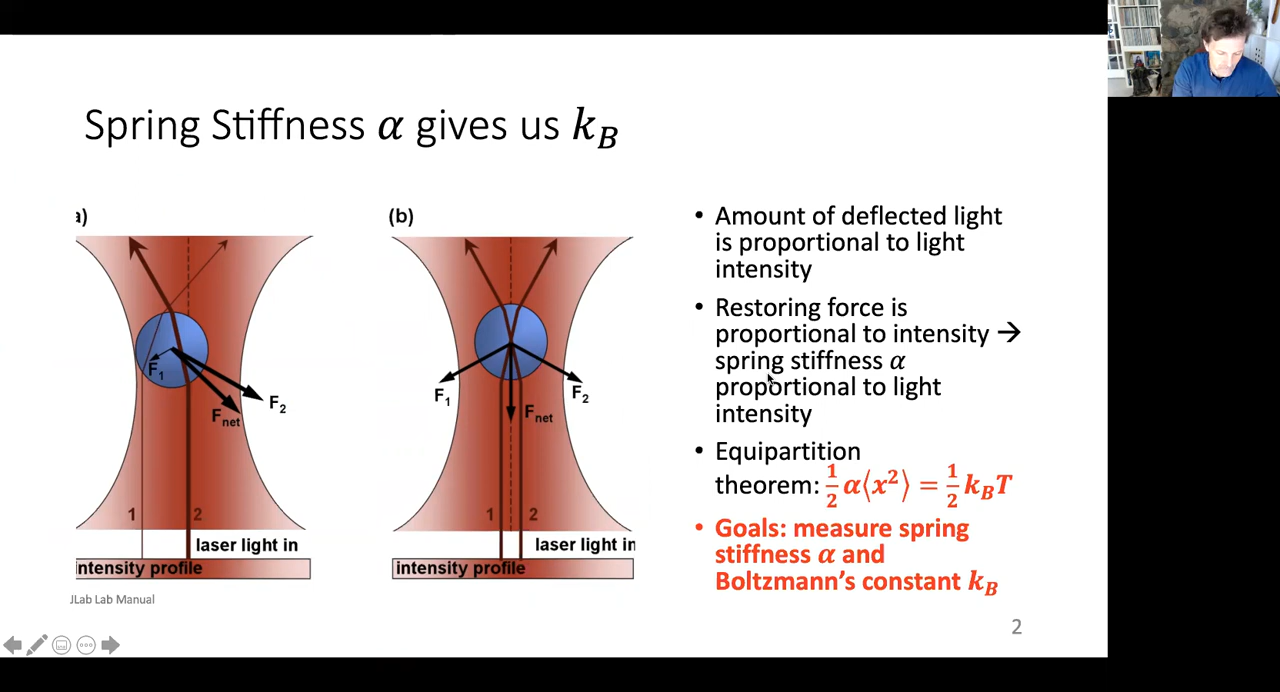 Spring Stiffness α gives us k_B
a)
(b)
F₁
F₂
F_net
1
2
laser light in
intensity profile
F₁
F₂
F_net
1
2
laser light in
intensity profile
JLab Lab Manual
• Amount of deflected light
is proportional to light
intensity
• Restoring force is
proportional to intensity →
spring stiffness α
proportional to light
intensity
• Equipartition
theorem: ½ α⟨x²⟩ = ½ k_B T
• Goals: measure spring
stiffness α and
Boltzmann’s constant k_B
2